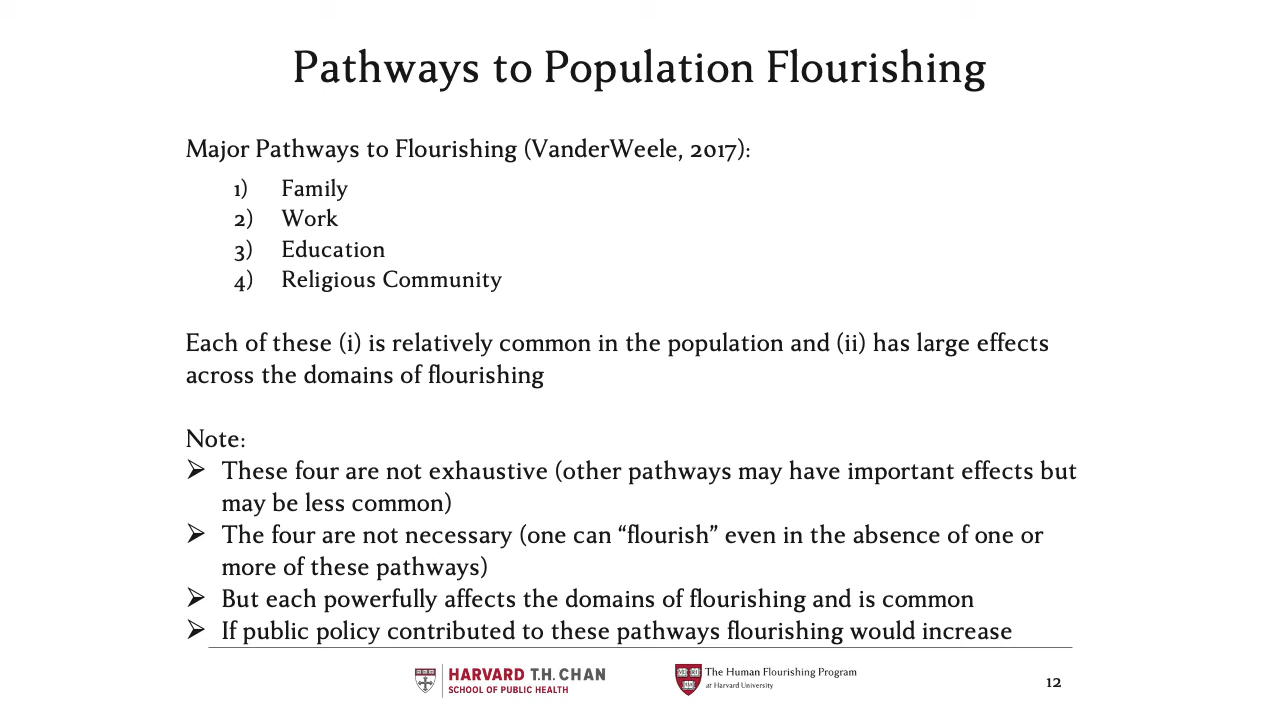 Pathways to Population Flourishing
Major Pathways to Flourishing (VanderWeele, 2017):
1) Family
2) Work
3) Education
4) Religious Community
Each of these (i) is relatively common in the population and (ii) has large effects
across the domains of flourishing
Note:
➢ These four are not exhaustive (other pathways may have important effects but
may be less common)
➢ The four are not necessary (one can “flourish” even in the absence of one or
more of these pathways)
➢ But each powerfully affects the domains of flourishing and is common
➢ If public policy contributed to these pathways flourishing would increase
HARVARD T.H. CHAN
SCHOOL OF PUBLIC HEALTH
The Human Flourishing Program
at Harvard University
12